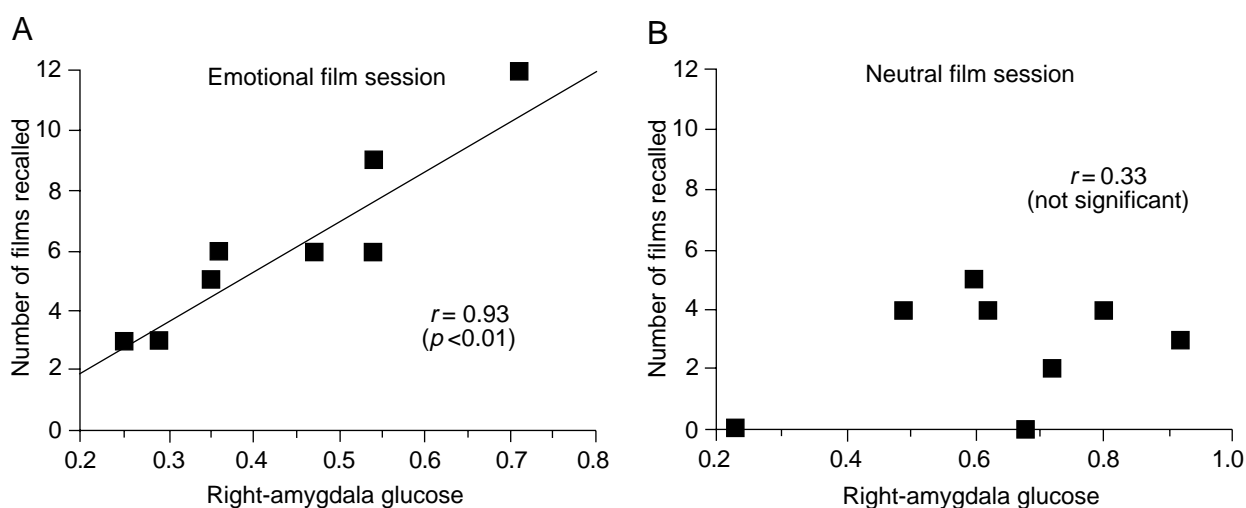 A
Emotional film session
Number of films recalled
12
10
8
6
4
2
0
r = 0.93
(p <0.01)
0.2
0.3
0.4
0.5
0.6
0.7
0.8
Right-amygdala glucose
B
Neutral film session
Number of films recalled
12
10
8
6
4
2
0
r = 0.33
(not significant)
0.2
0.4
0.6
0.8
1.0
Right-amygdala glucose